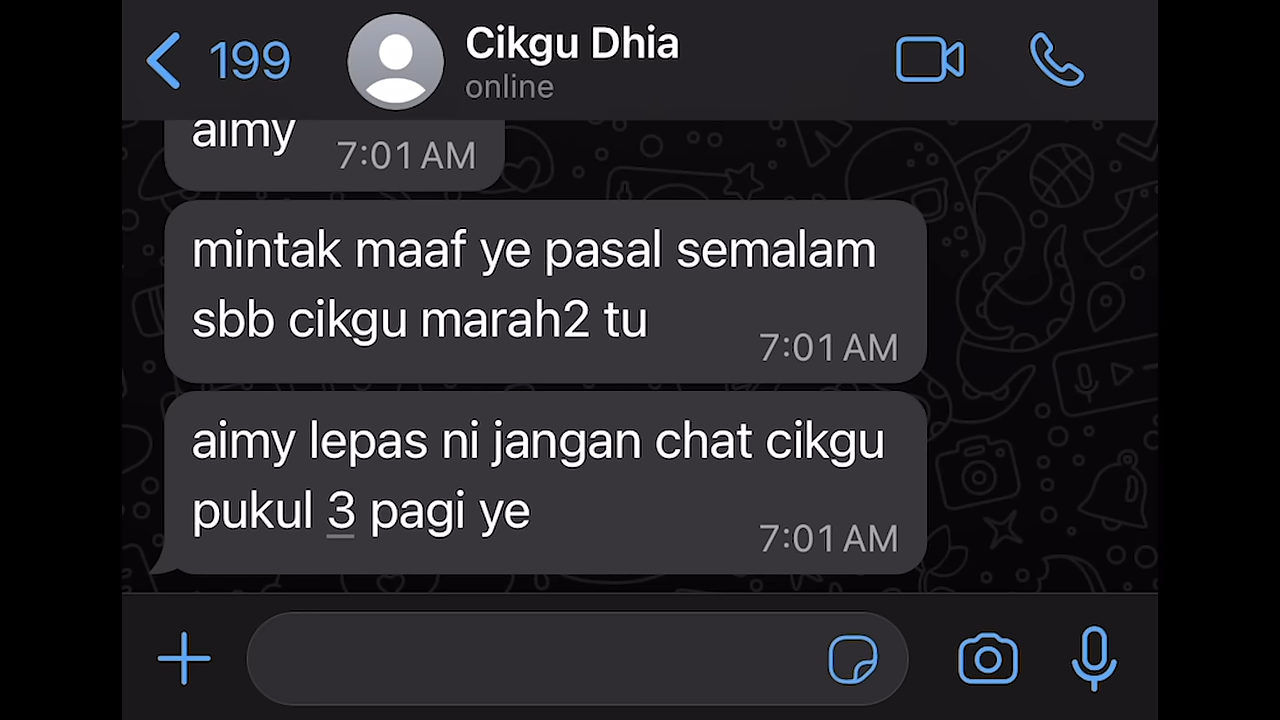 199
Cikgu Dhia
online
aimy
7:01 AM
mintak maaf ye pasal semalam
sbb cikgu marah2 tu
7:01 AM
aimy lepas ni jangan chat cikgu
pukul 3 pagi ye
7:01 AM